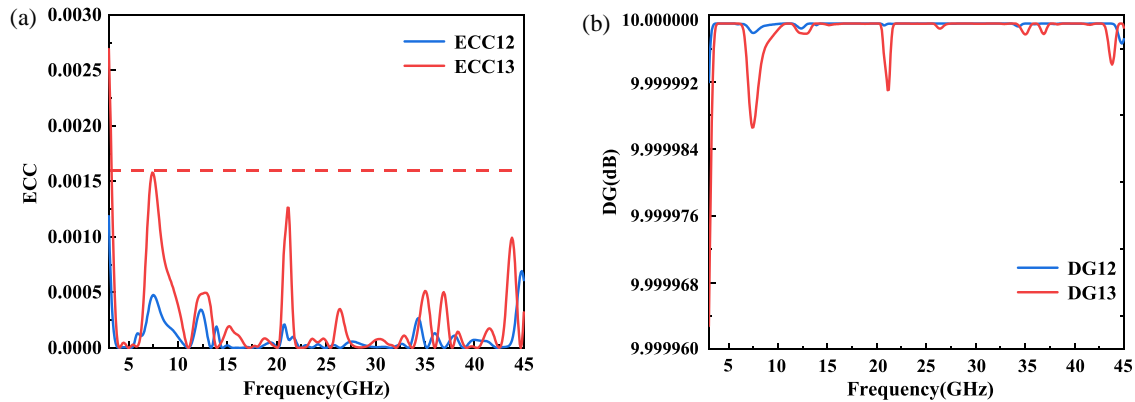 (a)
0.0030
0.0025
0.0020
0.0015
0.0010
0.0005
0.0000
ECC
ECC12
ECC13
5 10 15 20 25 30 35 40 45
Frequency(GHz)
(b)
10.000000
9.999992
9.999984
9.999976
9.999968
9.999960
DG(dB)
DG12
DG13
5 10 15 20 25 30 35 40 45
Frequency(GHz)